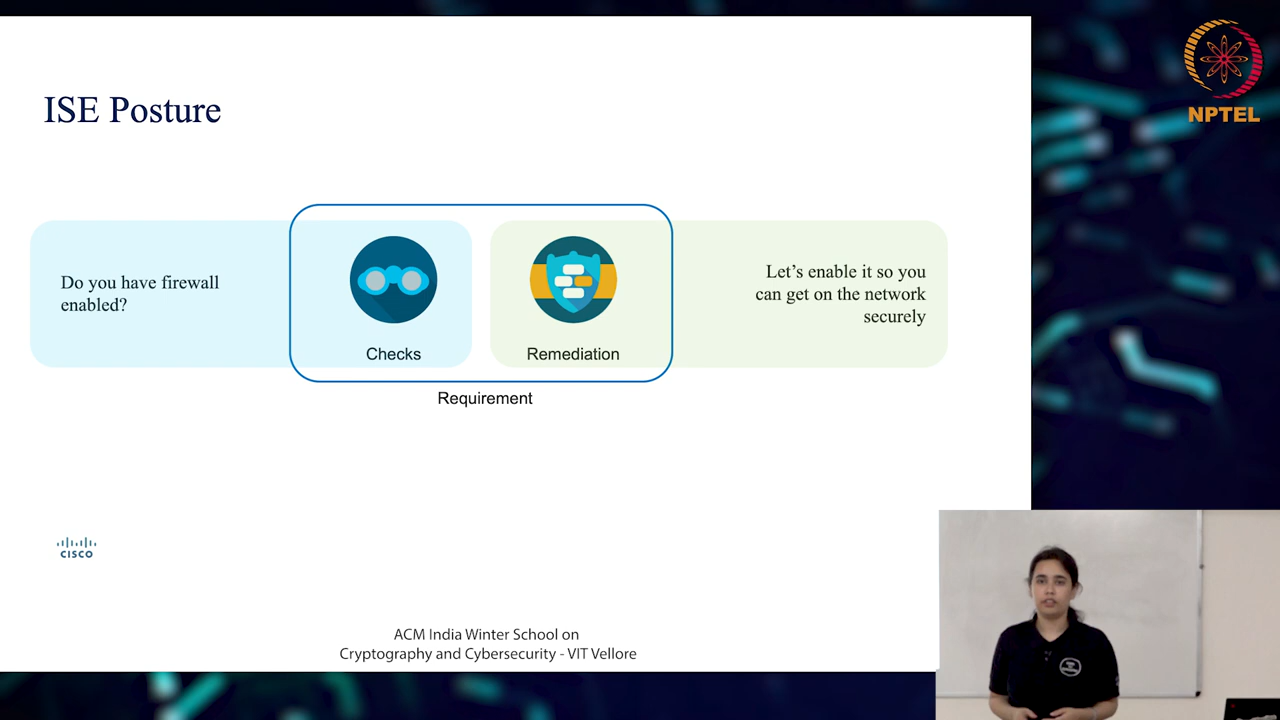 ISE Posture
NPTEL
Do you have firewall
enabled?
Checks
Remediation
Let’s enable it so you
can get on the network
securely
Requirement
CISCO
ACM India Winter School on
Cryptography and Cybersecurity - VIT Vellore